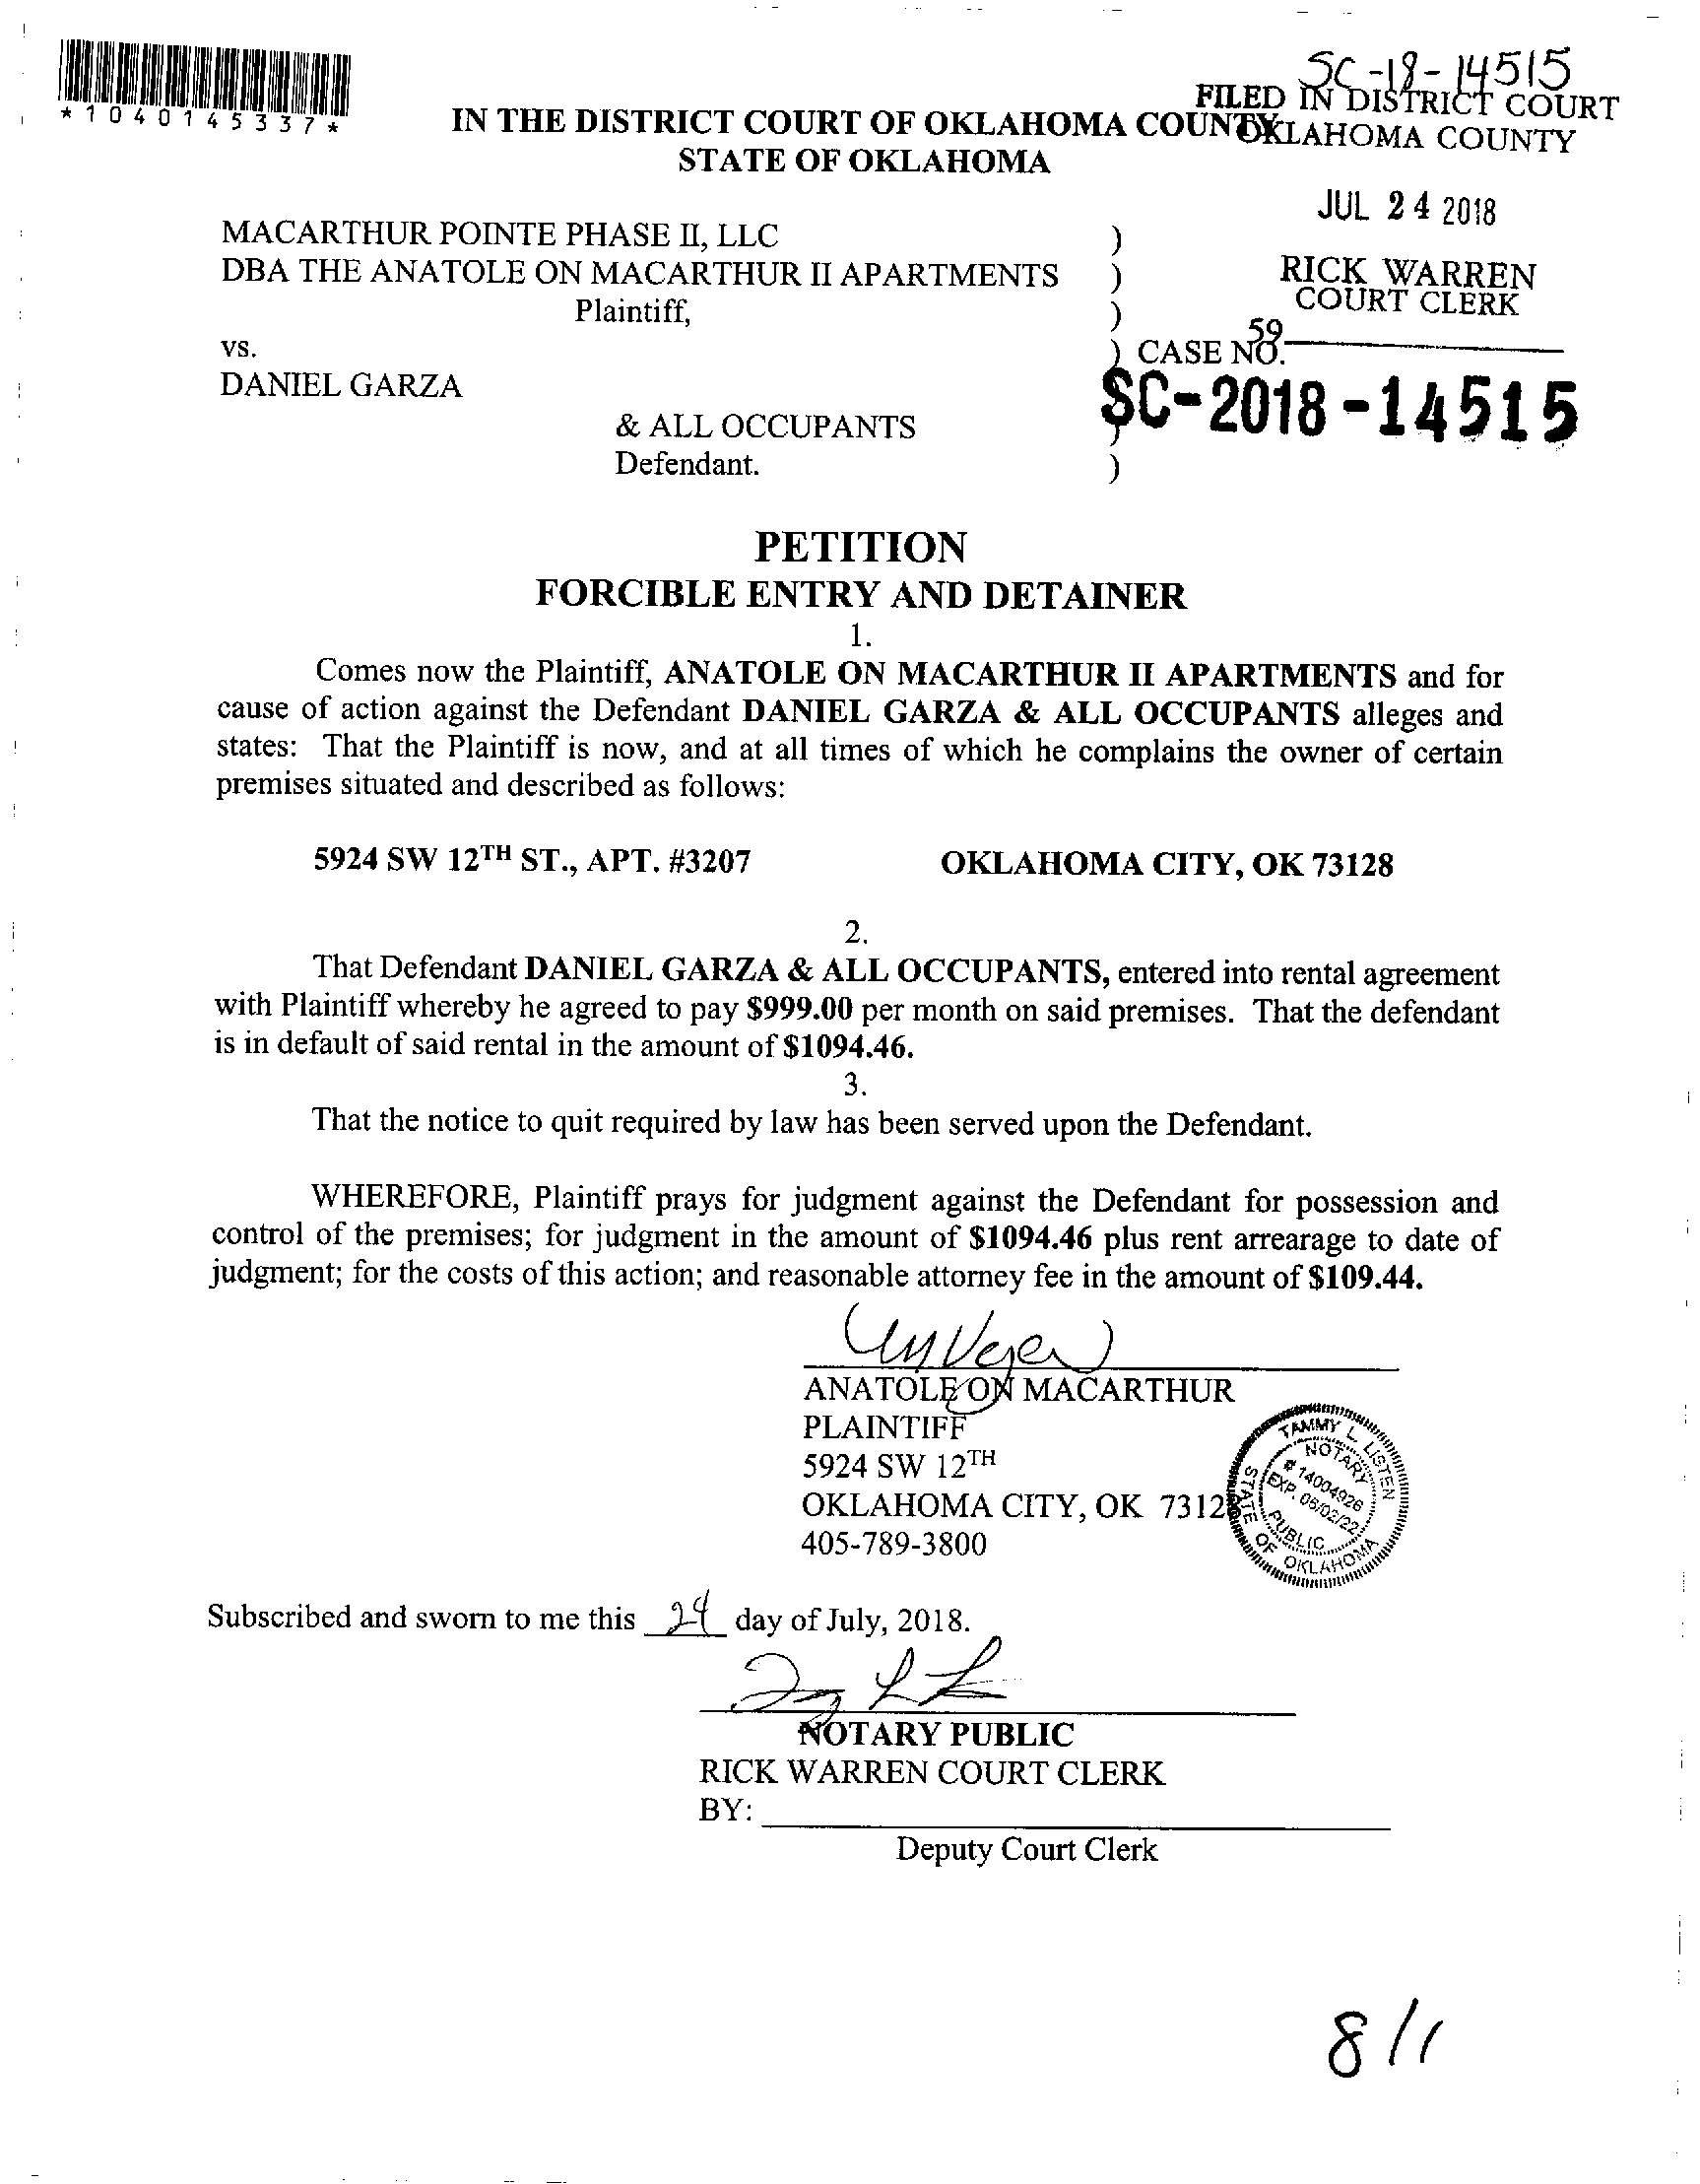 SC-18-14515
*1040145337*
FILED IN DISTRICT COURT
OKLAHOMA COUNTY
IN THE DISTRICT COURT OF OKLAHOMA COUNTY
STATE OF OKLAHOMA
JUL 24 2018
MACARTHUR POINTE PHASE II, LLC )
DBA THE ANATOLE ON MACARTHUR II APARTMENTS )
RICK WARREN
COURT CLERK
Plaintiff, )
59
vs. ) CASE NO.
DANIEL GARZA )
SC-2018-14515
& ALL OCCUPANTS )
Defendant. )
PETITION
FORCIBLE ENTRY AND DETAINER
1.
Comes now the Plaintiff, ANATOLE ON MACARTHUR II APARTMENTS and for
cause of action against the Defendant DANIEL GARZA & ALL OCCUPANTS alleges and
states: That the Plaintiff is now, and at all times of which he complains the owner of certain
premises situated and described as follows:
5924 SW 12TH ST., APT. #3207 OKLAHOMA CITY, OK 73128
2.
That Defendant DANIEL GARZA & ALL OCCUPANTS, entered into rental agreement
with Plaintiff whereby he agreed to pay $999.00 per month on said premises. That the defendant
is in default of said rental in the amount of $1094.46.
3.
That the notice to quit required by law has been served upon the Defendant.
WHEREFORE, Plaintiff prays for judgment against the Defendant for possession and
control of the premises; for judgment in the amount of $1094.46 plus rent arrearage to date of
judgment; for the costs of this action; and reasonable attorney fee in the amount of $109.44.
ANATOLE ON MACARTHUR
PLAINTIFF
5924 SW 12TH
OKLAHOMA CITY, OK 73128
405-789-3800
TAMMY L. LISTEN
NOTARY
# 14004926
EXP. 06/02/22
PUBLIC
STATE OF OKLAHOMA
Subscribed and sworn to me this 24 day of July, 2018.
NOTARY PUBLIC
RICK WARREN COURT CLERK
BY:
Deputy Court Clerk
8/1